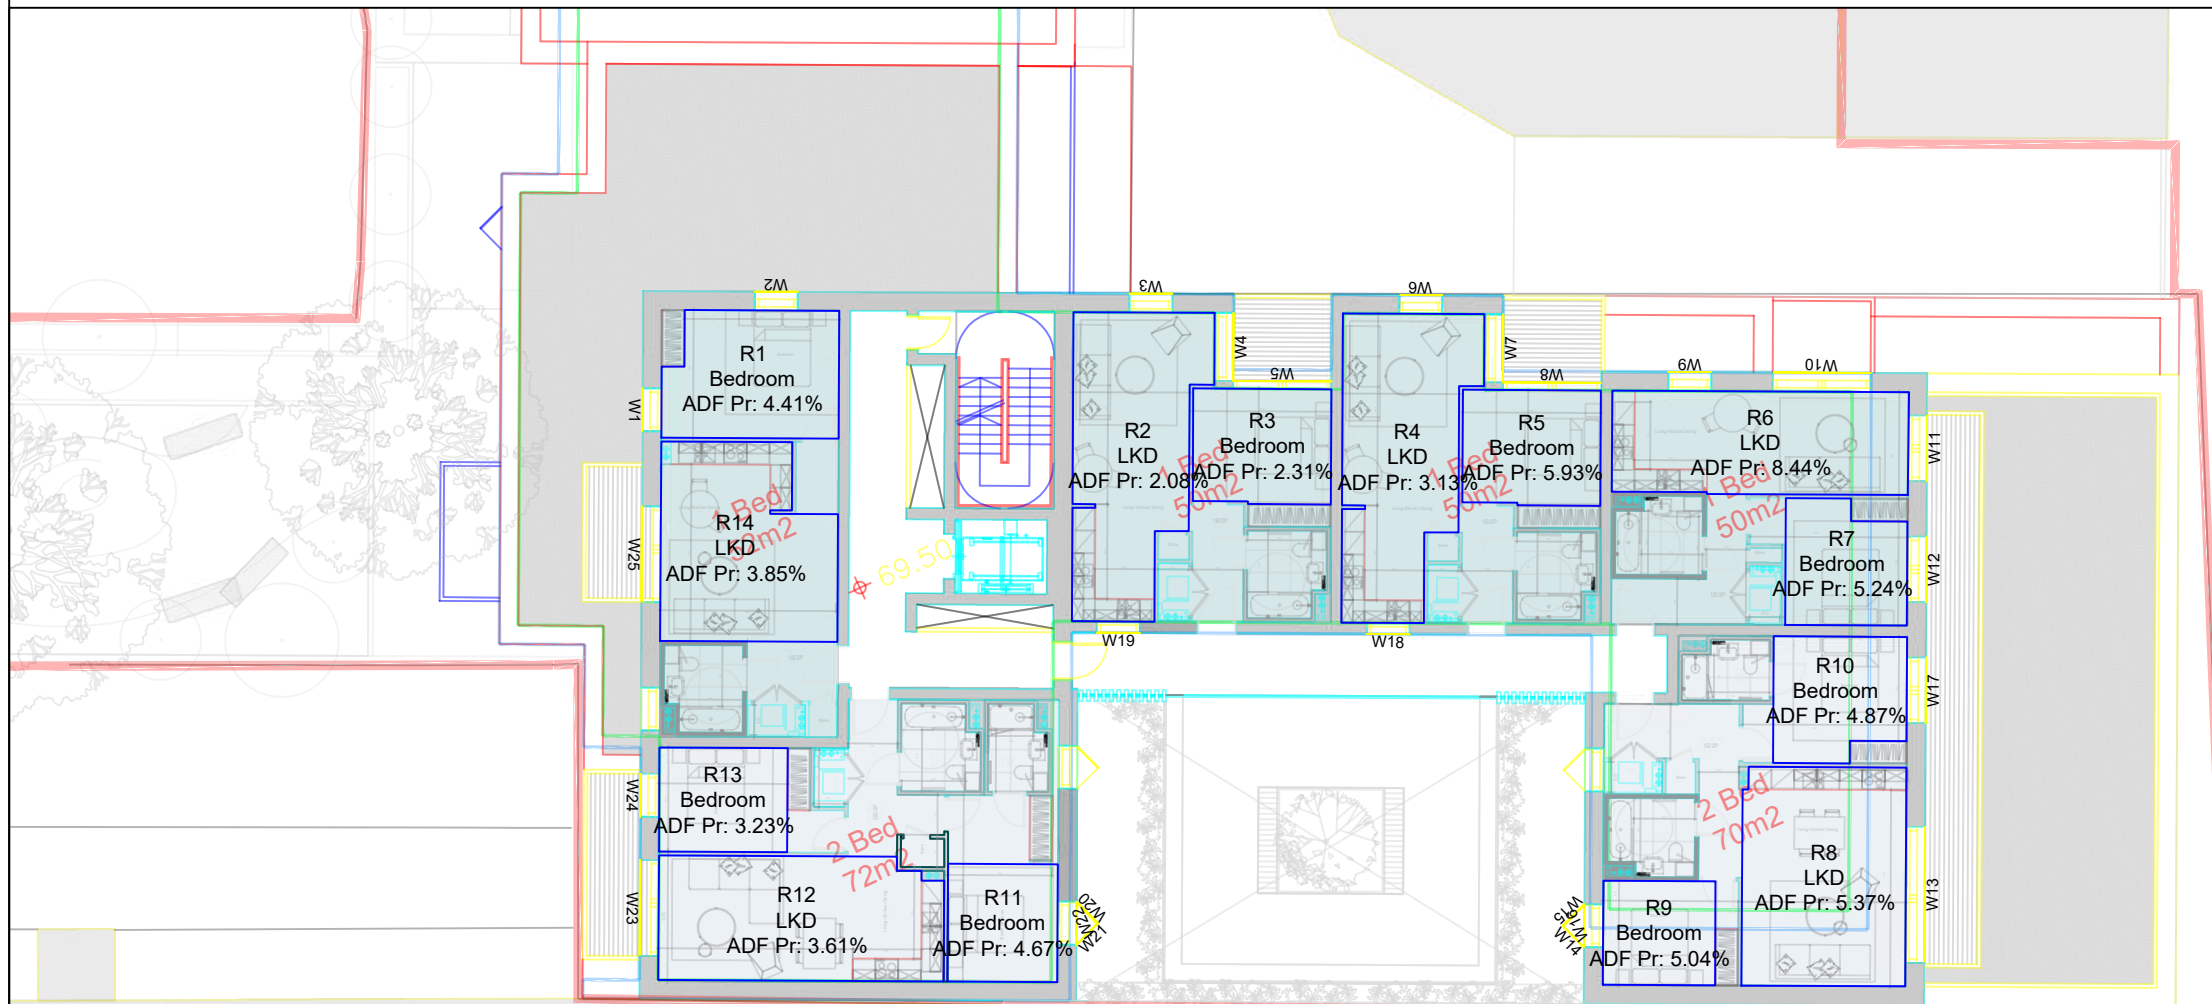 W2
W3
W6
W4
W7
W5
W8
W9
W10
R1
Bedroom
ADF Pr: 4.41%
W1
R2
LKD
ADF Pr: 2.08%
1 Bed
50m2
R3
Bedroom
ADF Pr: 2.31%
R4
LKD
ADF Pr: 3.13%
1 Bed
50m2
R5
Bedroom
ADF Pr: 5.93%
R6
LKD
ADF Pr: 8.44%
1 Bed
50m2
W11
R14
LKD
ADF Pr: 3.85%
1 Bed
52m2
W25
69.50
R7
Bedroom
ADF Pr: 5.24%
W12
W19
W18
R10
Bedroom
ADF Pr: 4.87%
W17
R13
Bedroom
ADF Pr: 3.23%
W24
2 Bed
72m2
2 Bed
70m2
R8
LKD
ADF Pr: 5.37%
W13
R12
LKD
ADF Pr: 3.61%
W23
R11
Bedroom
ADF Pr: 4.67%
W20
W22
W21
W15
W16
W14
R9
Bedroom
ADF Pr: 5.04%